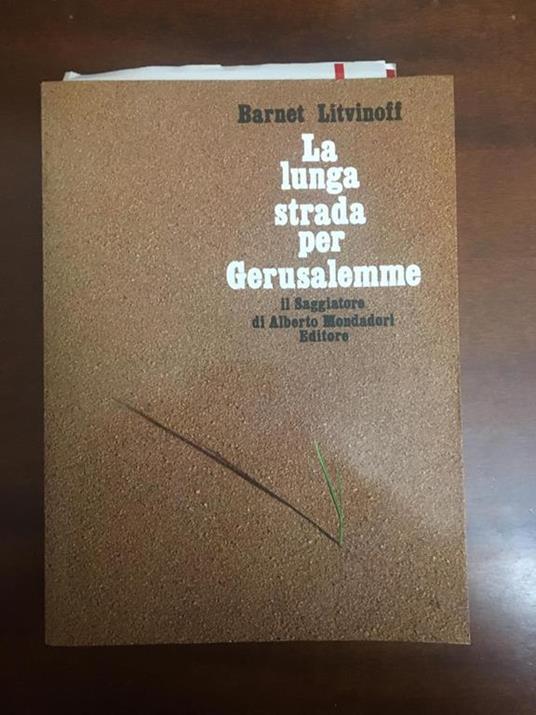 Barnet Litvinoff
La
lunga
strada
per
Gerusalemme
il Saggiatore
di Alberto Mondadori
Editore